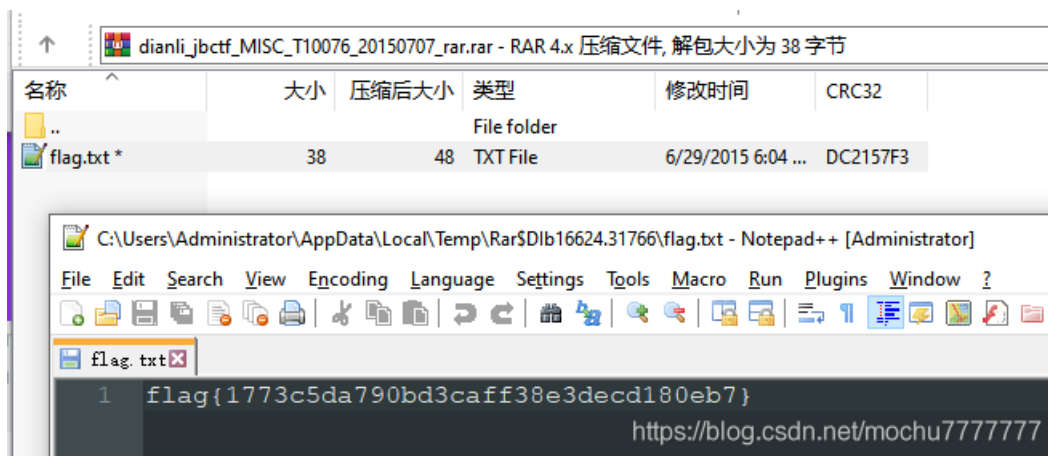 dianli_jbctf_MISC_T10076_20150707_rar.rar - RAR 4.x 压缩文件, 解包大小为 38 字节
名称 大小 压缩后大小 类型 修改时间 CRC32
.. File folder
flag.txt * 38 48 TXT File 6/29/2015 6:04 ... DC2157F3
C:\Users\Administrator\AppData\Local\Temp\Rar$DIb16624.31766\flag.txt - Notepad++ [Administrator]
File Edit Search View Encoding Language Settings Tools Macro Run Plugins Window ?
flag.txt
1 flag{1773c5da790bd3caff38e3decd180eb7}
https://blog.csdn.net/mochu7777777